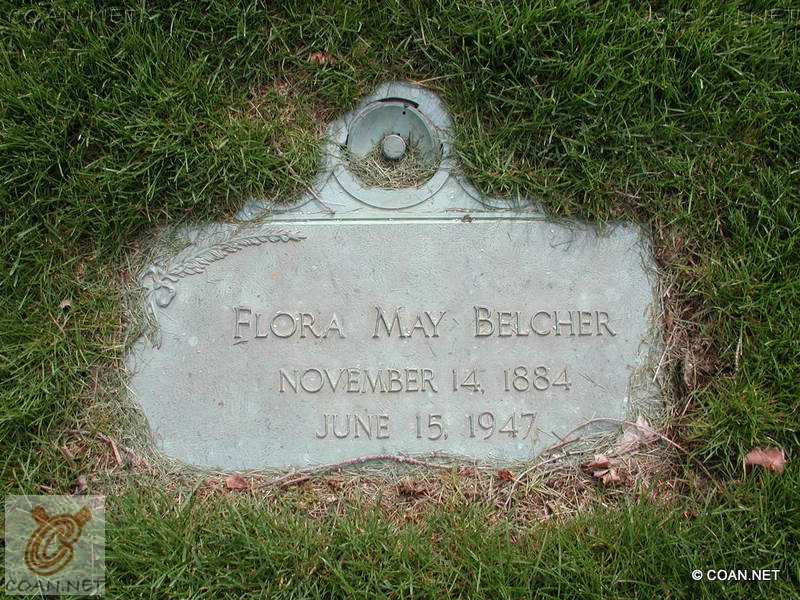 COAN.NET
COAN.NET
FLORA MAY BELCHER
NOVEMBER 14, 1884
JUNE 15, 1947
COAN.NET
© COAN.NET